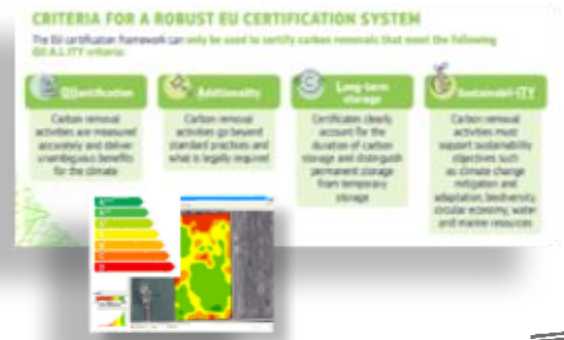 CRITERIA FOR A ROBUST EU CERTIFICATION SYSTEM
The EU certification framework can only be used to certify carbon removals that meet the following
QU.A.L.ITY criteria:
QUantification
Carbon removal
activities are measured
accurately and deliver
unambiguous benefits
for the climate
Additionality
Carbon removal
activities go beyond
standard practices and
what is legally required
Long-term
storage
Certificates clearly
account for the
duration of carbon
storage and distinguish
permanent storage
from temporary
storage
Sustainabil-ITY
Carbon removal
activities must
support sustainability
objectives such
as climate change
mitigation and
adaptation, biodiversity,
circular economy, water
and marine resources